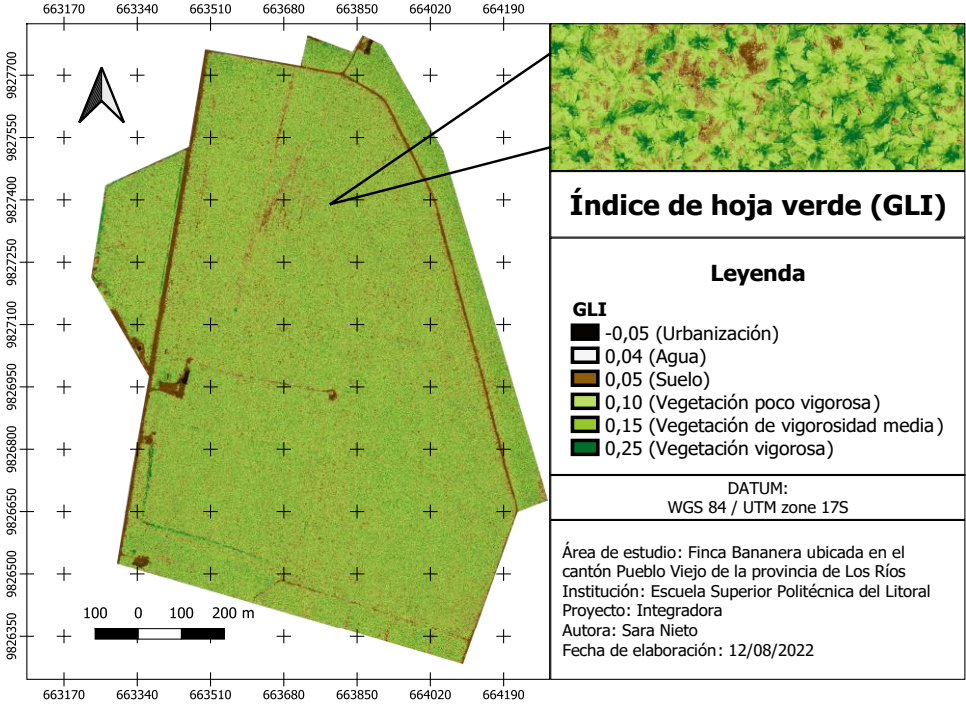 663170 663340 663510 663680 663850 664020 664190
9827700
9827550
9827400
9827250
9827100
9826950
9826800
9826650
9826500
9826350
100 0 100 200 m
663170 663340 663510 663680 663850 664020 664190
Índice de hoja verde (GLI)
Leyenda
GLI
-0,05 (Urbanización)
0,04 (Agua)
0,05 (Suelo)
0,10 (Vegetación poco vigorosa)
0,15 (Vegetación de vigorosidad media)
0,25 (Vegetación vigorosa)
DATUM:
WGS 84 / UTM zone 17S
Área de estudio: Finca Bananera ubicada en el
cantón Pueblo Viejo de la provincia de Los Ríos
Institución: Escuela Superior Politécnica del Litoral
Proyecto: Integradora
Autora: Sara Nieto
Fecha de elaboración: 12/08/2022